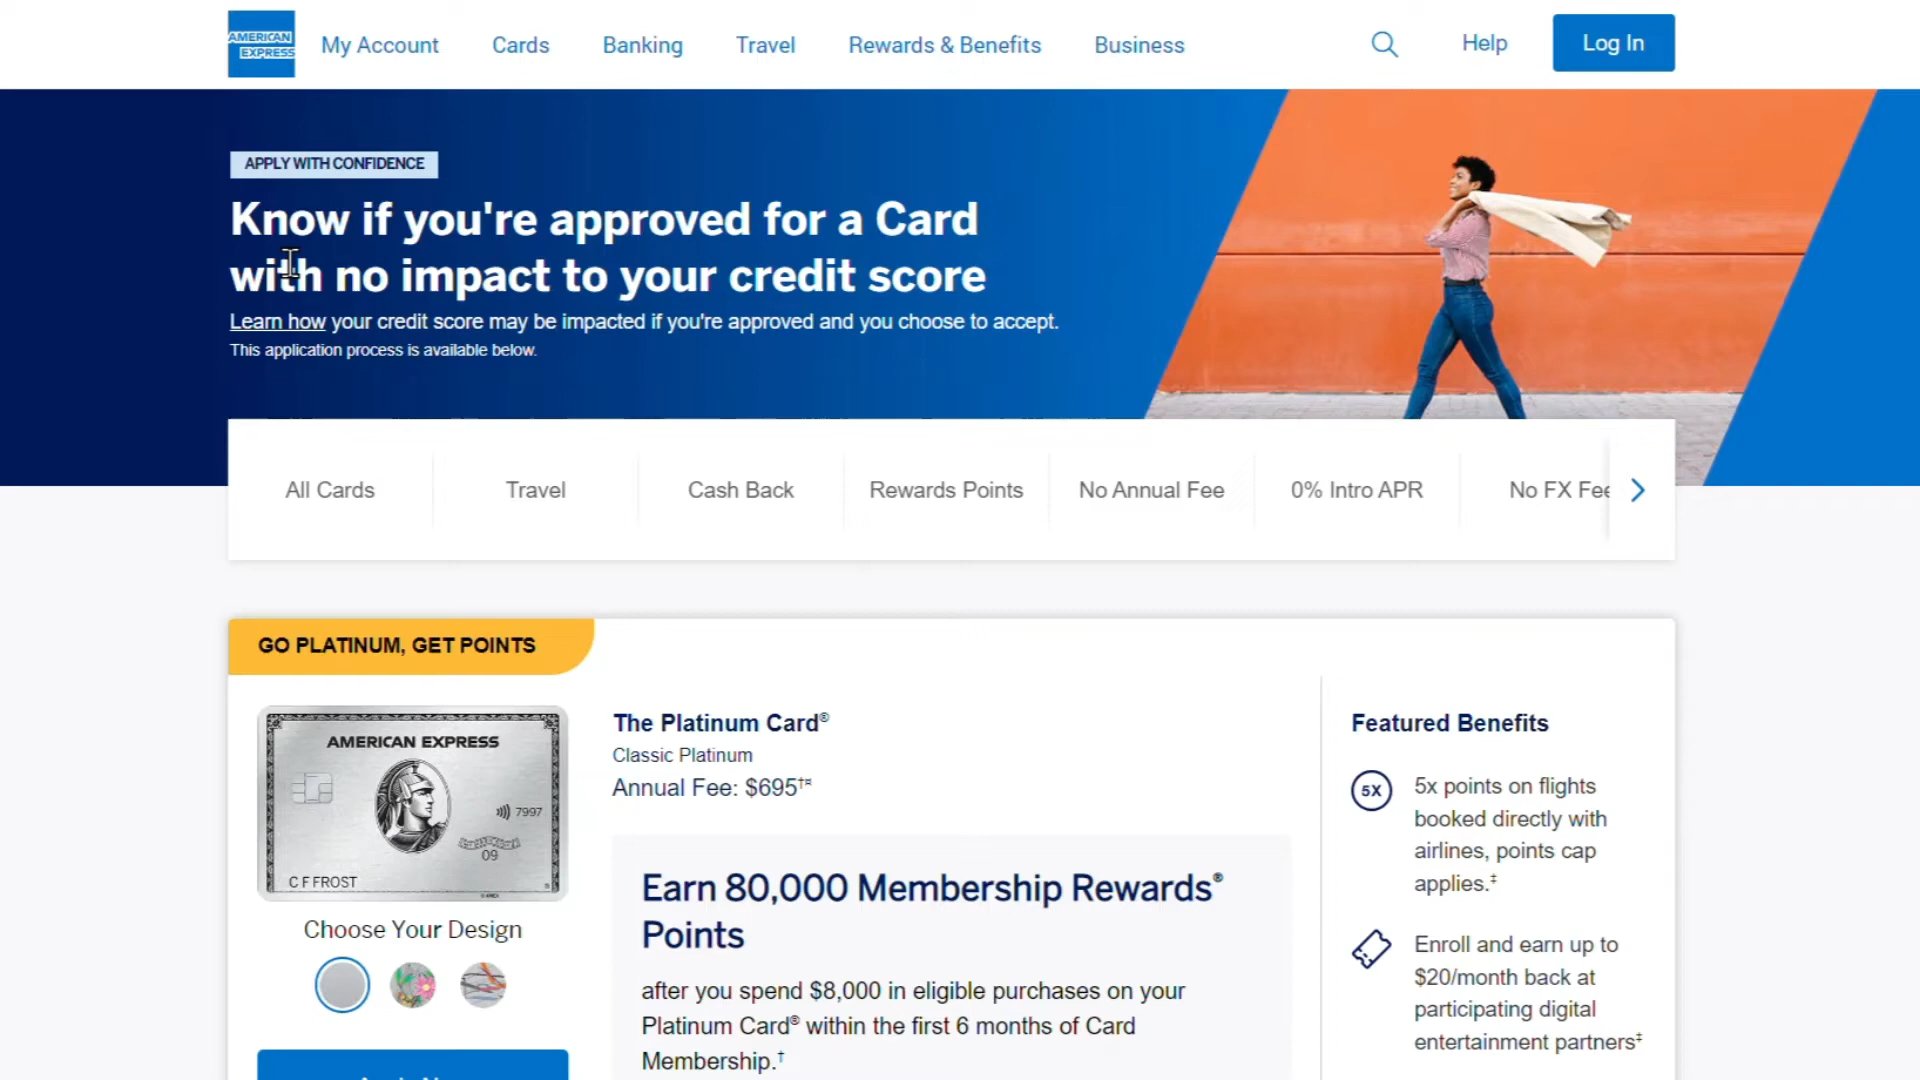 AMERICAN
EXPRESS
My Account
Cards
Banking
Travel
Rewards & Benefits
Business
Help
Log In
APPLY WITH CONFIDENCE
Know if you're approved for a Card
with no impact to your credit score
Learn how your credit score may be impacted if you're approved and you choose to accept.
This application process is available below.
All Cards
Travel
Cash Back
Rewards Points
No Annual Fee
0% Intro APR
No FX Fee
GO PLATINUM, GET POINTS
AMERICAN EXPRESS
7997
09
C F FROST
Choose Your Design
The Platinum Card®
Classic Platinum
Annual Fee: $695†¤
Earn 80,000 Membership Rewards®
Points
after you spend $8,000 in eligible purchases on your
Platinum Card® within the first 6 months of Card
Membership.†
Featured Benefits
5X
5x points on flights
booked directly with
airlines, points cap
applies.‡
Enroll and earn up to
$20/month back at
participating digital
entertainment partners‡